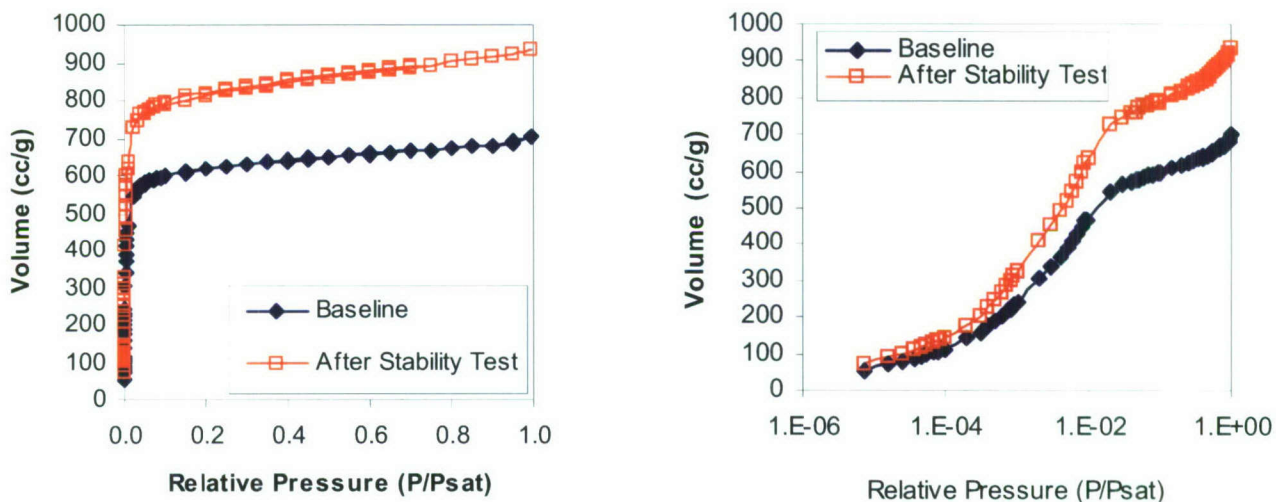 1000
900
800
700
600
500
400
300
200
100
0
Volume (cc/g)
Baseline
After Stability Test
0.0 0.2 0.4 0.6 0.8 1.0
Relative Pressure (P/Psat)
1000
900
800
700
600
500
400
300
200
100
0
Volume (cc/g)
Baseline
After Stability Test
1.E-06 1.E-04 1.E-02 1.E+00
Relative Pressure (P/Psat)